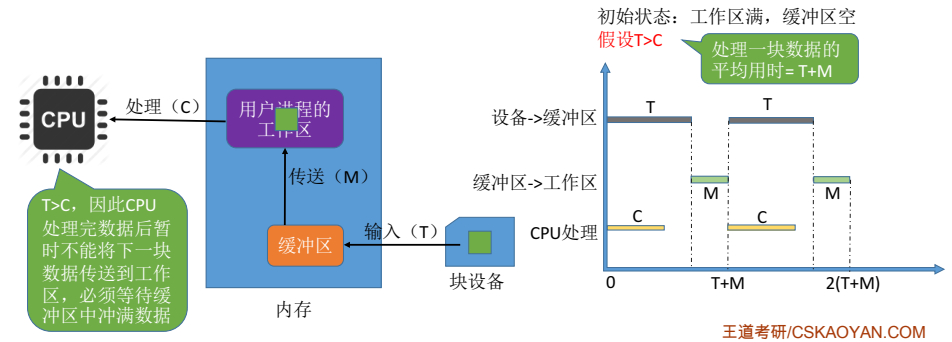 初始状态：工作区满，缓冲区空
假设T>C
处理一块数据的
平均用时= T+M
CPU
处理（C）
用户进程的
工作区
传送（M）
缓冲区
输入（T）
块设备
内存
T>C，因此CPU
处理完数据后暂
时不能将下一块
数据传送到工作
区，必须等待缓
冲区中冲满数据
设备->缓冲区
T
T
缓冲区->工作区
M
M
CPU处理
C
C
0
T+M
2(T+M)
王道考研/CSKAOYAN.COM